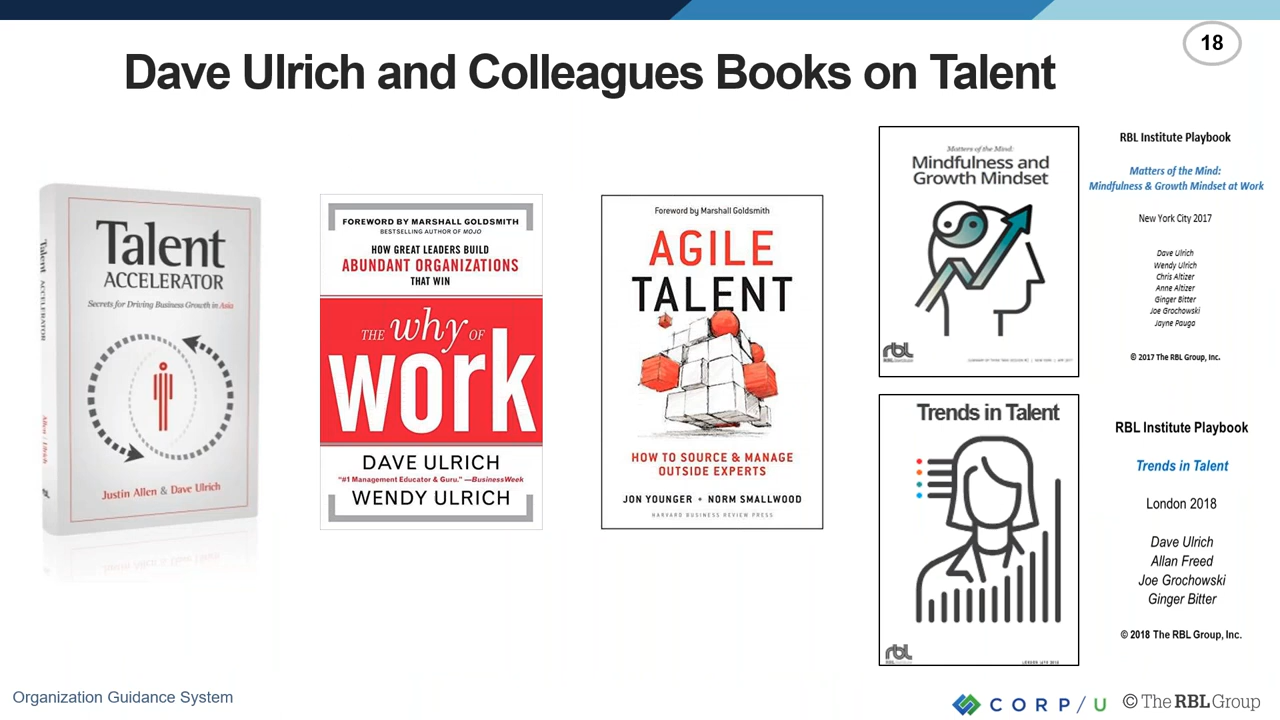 18
Dave Ulrich and Colleagues Books on Talent
Talent
ACCELERATOR
Secrets for Driving Business Growth in Asia
Justin Allen & Dave Ulrich
Talent ACCELERATOR
Allen / Ulrich
rbl
FOREWORD BY MARSHALL GOLDSMITH
BESTSELLING AUTHOR OF MOJO
HOW GREAT LEADERS BUILD
ABUNDANT ORGANIZATIONS
THAT WIN
THE why OF
work
DAVE ULRICH
"#1 Management Educator & Guru." —BusinessWeek
WENDY ULRICH
Foreword by Marshall Goldsmith
AGILE
TALENT
HOW TO SOURCE & MANAGE
OUTSIDE EXPERTS
JON YOUNGER • NORM SMALLWOOD
HARVARD BUSINESS REVIEW PRESS
Matters of the Mind:
Mindfulness and
Growth Mindset
rbl
RBL Institute Playbook
Matters of the Mind:
Mindfulness & Growth Mindset at Work
New York City 2017
Dave Ulrich
Wendy Ulrich
Chris Altizer
Anne Altizer
Ginger Bitter
Joe Grochowski
Jayne Pauga
© 2017 The RBL Group, Inc.
Trends in Talent
rbl
RBL Institute Playbook
Trends in Talent
London 2018
Dave Ulrich
Allan Freed
Joe Grochowski
Ginger Bitter
© 2018 The RBL Group, Inc.
Organization Guidance System
CORP/U
© The RBL Group